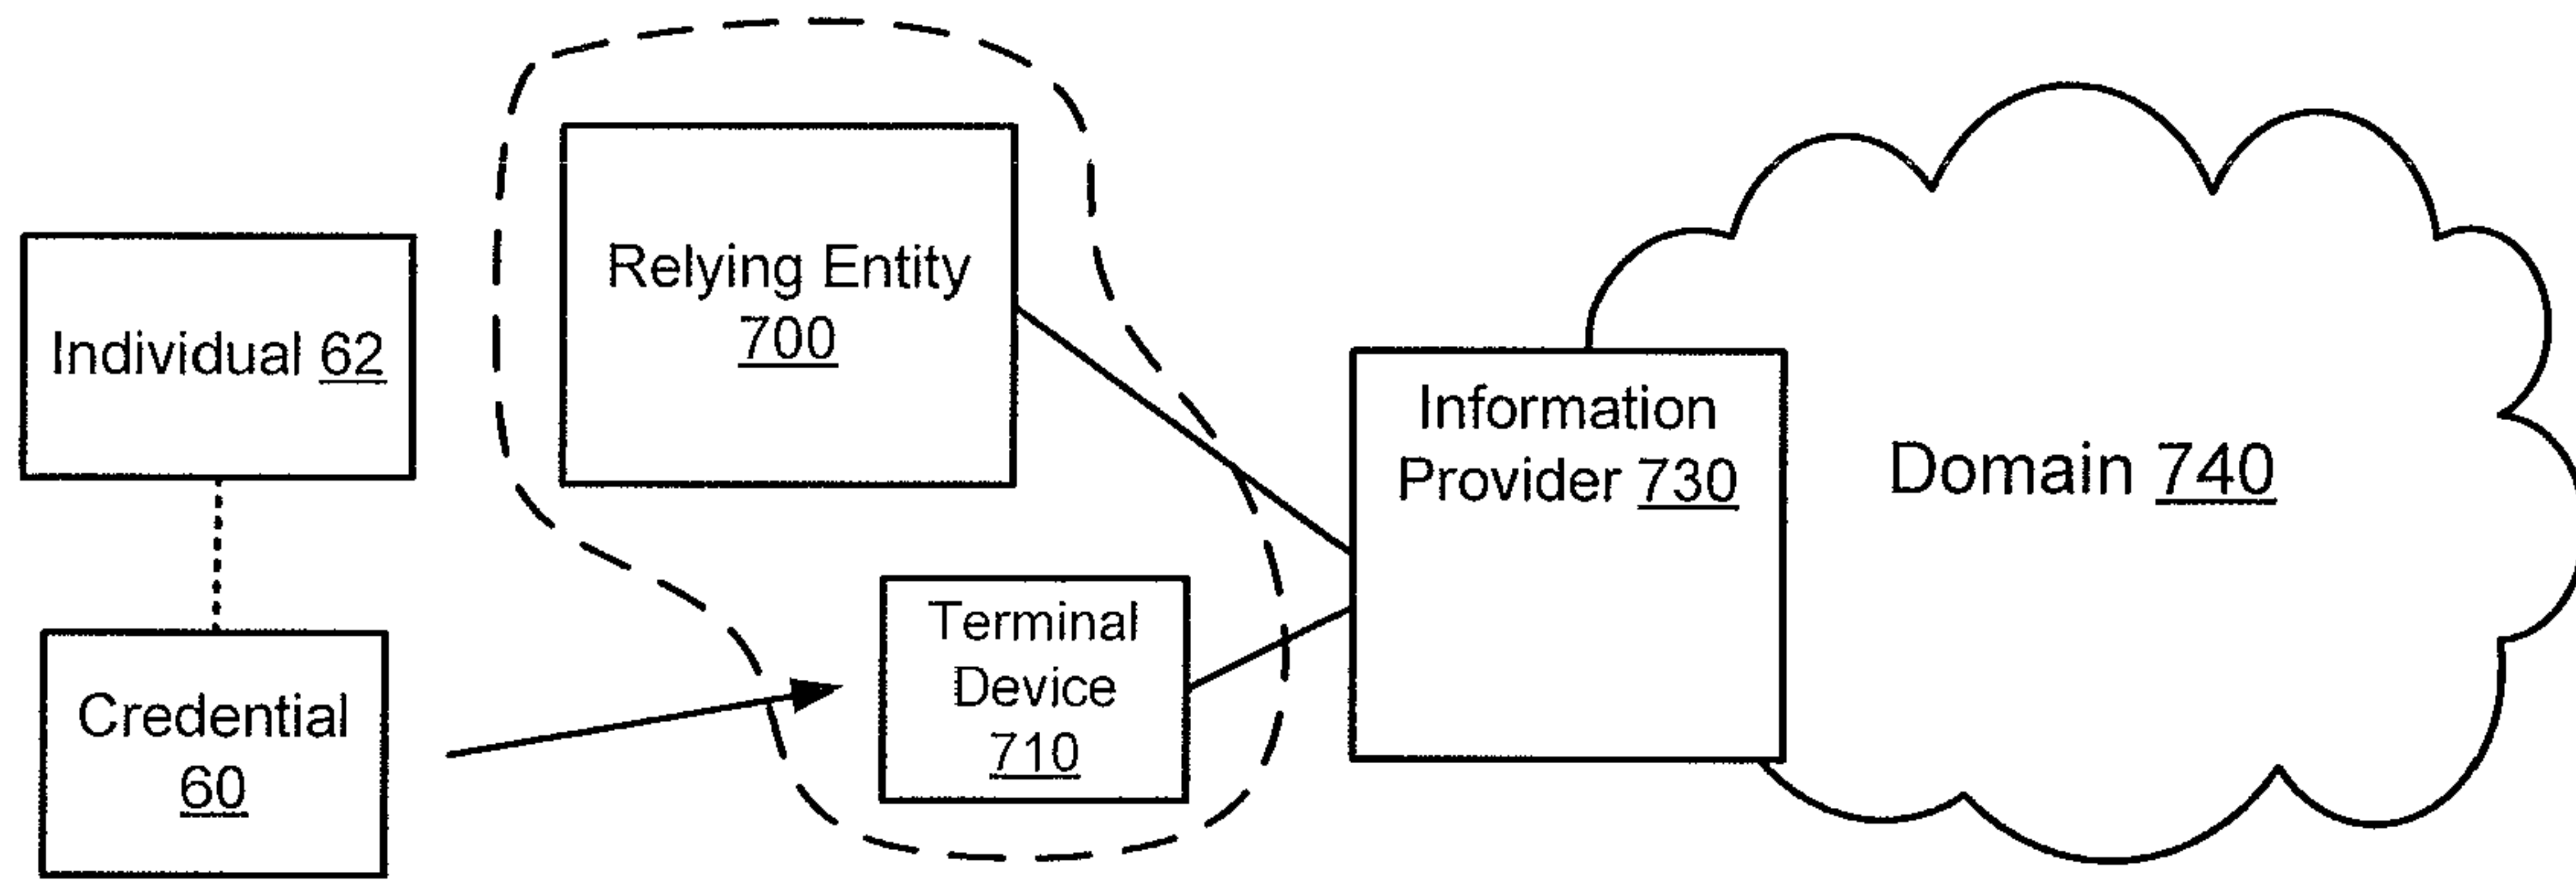 Individual 62
Credential
60
Relying Entity
700
Terminal
Device
710
Information
Provider 730
Domain 740